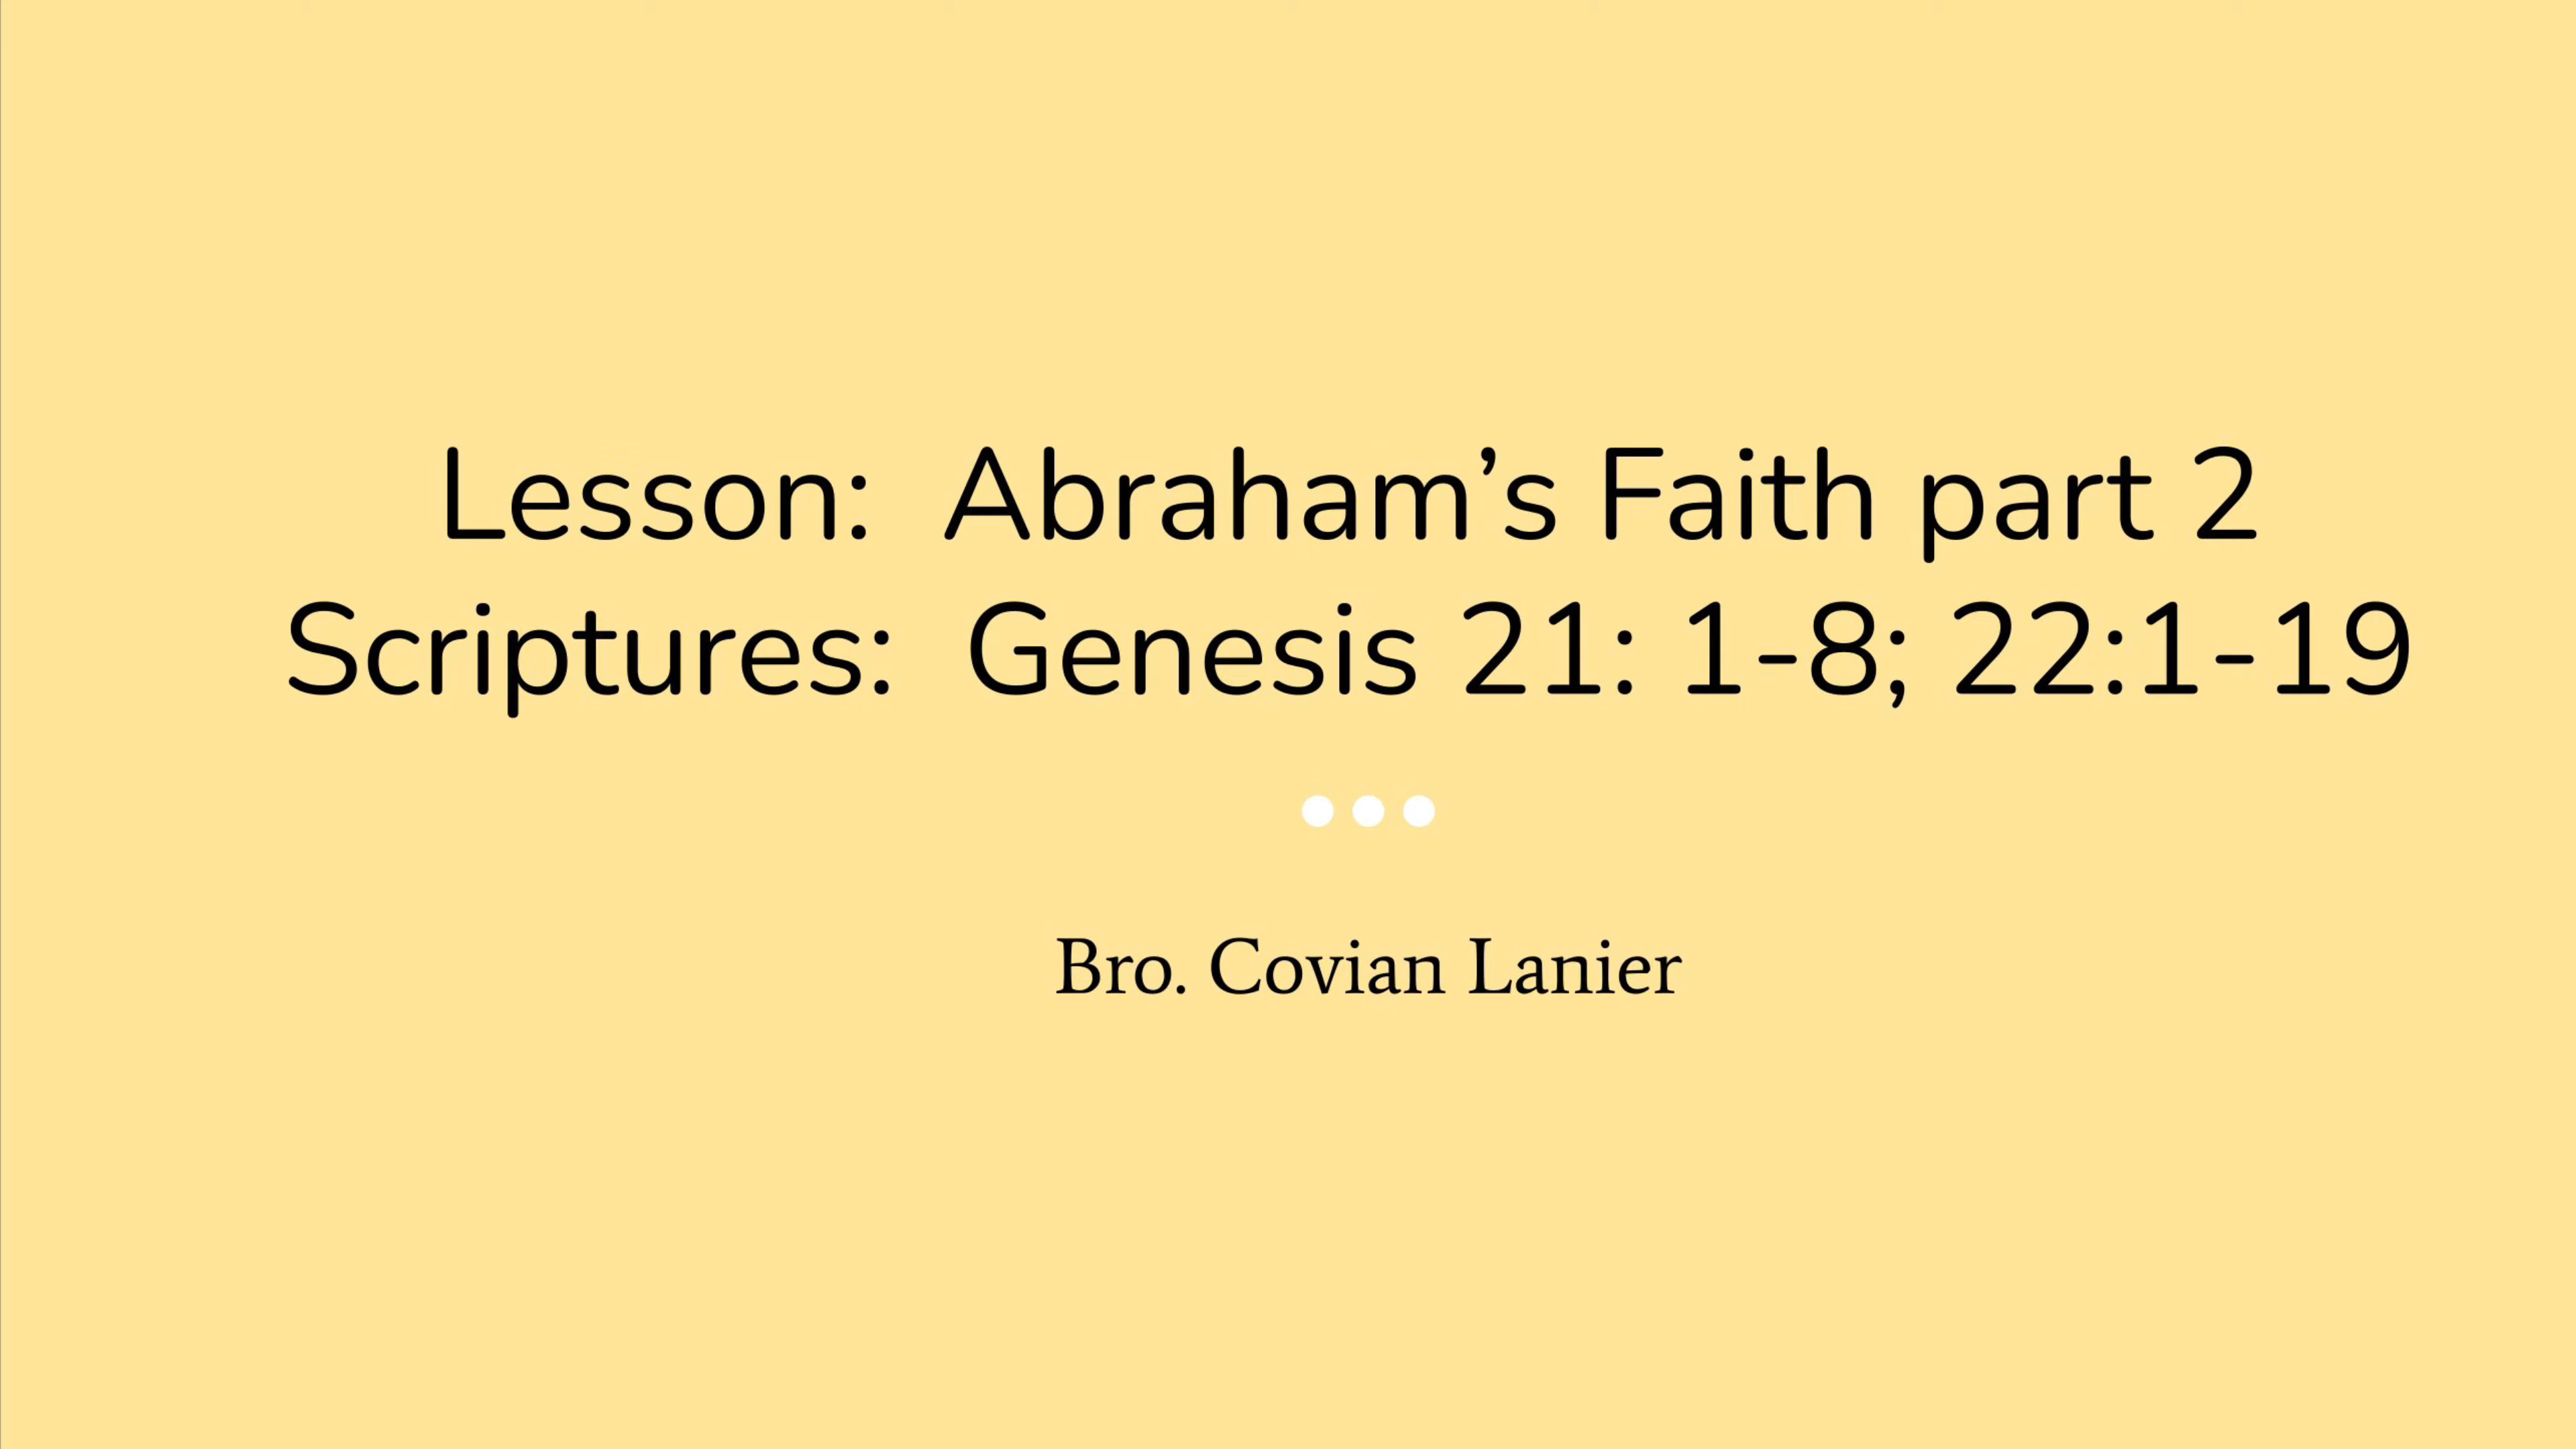 Lesson:  Abraham’s Faith part 2
Scriptures:  Genesis 21: 1-8; 22:1-19
Bro. Covian Lanier